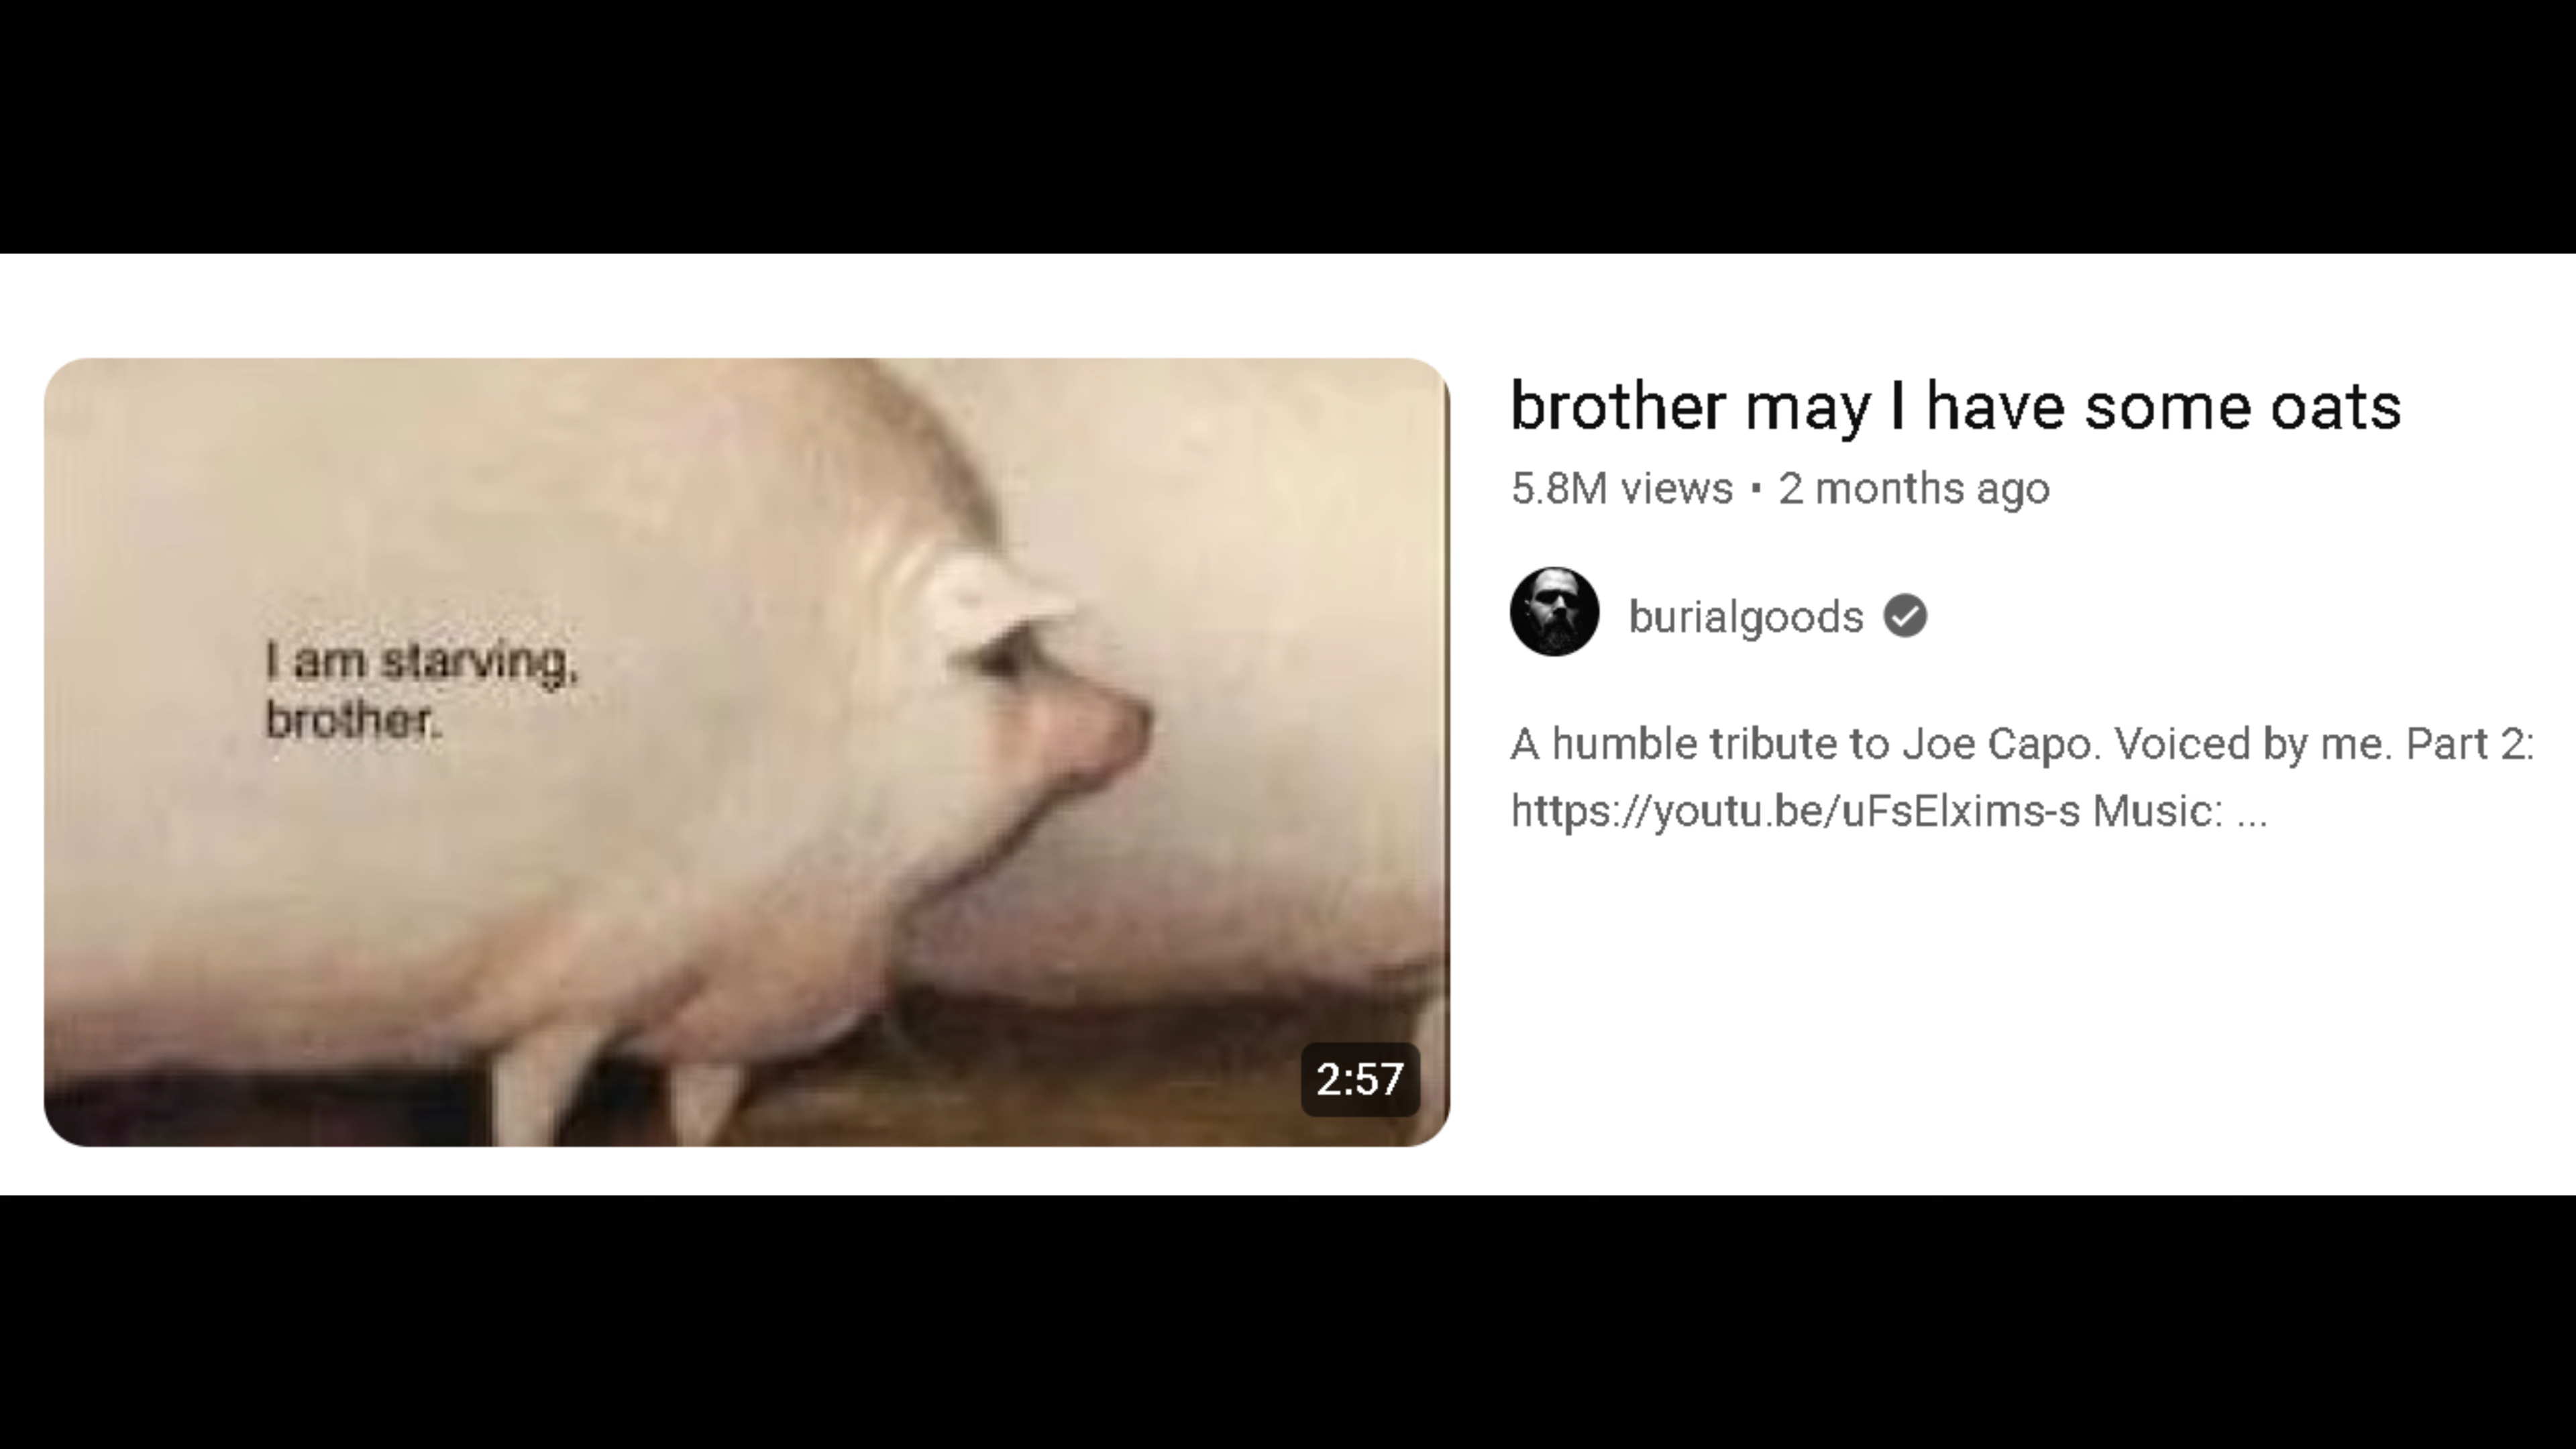 I am starving,
brother.
2:57
brother may I have some oats
5.8M views • 2 months ago
burialgoods
A humble tribute to Joe Capo. Voiced by me. Part 2:
https://youtu.be/uFsElxims-s Music: ...